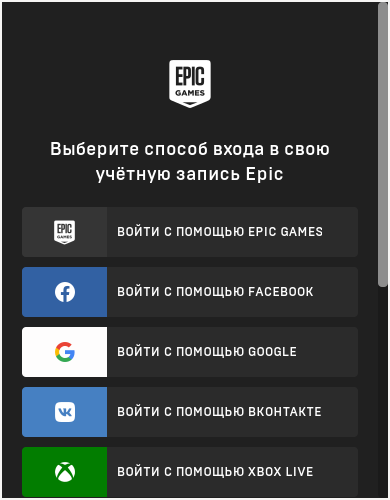 EPIC
GAMES
Выберите способ входа в свою
учётную запись Epic
EPIC
GAMES
ВОЙТИ С ПОМОЩЬЮ EPIC GAMES
ВОЙТИ С ПОМОЩЬЮ FACEBOOK
ВОЙТИ С ПОМОЩЬЮ GOOGLE
ВОЙТИ С ПОМОЩЬЮ ВКОНТАКТЕ
ВОЙТИ С ПОМОЩЬЮ XBOX LIVE